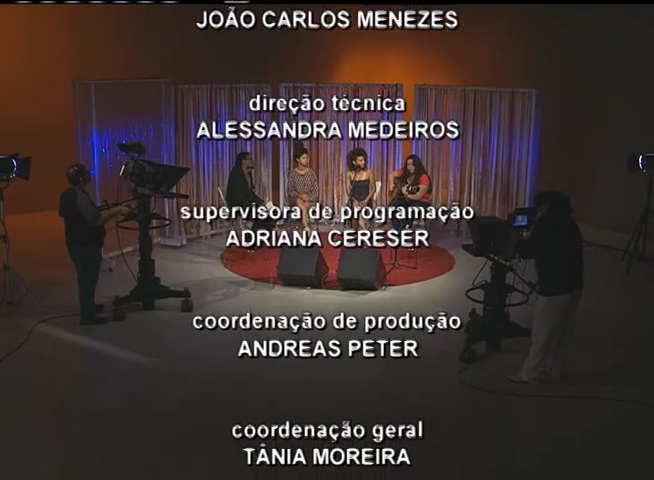 JOÃO CARLOS MENEZES
direção técnica
ALESSANDRA MEDEIROS
supervisora de programação
ADRIANA CERESÉR
coordenação de produção
ANDREAS PETER
coordenação geral
TÂNIA MOREIRA